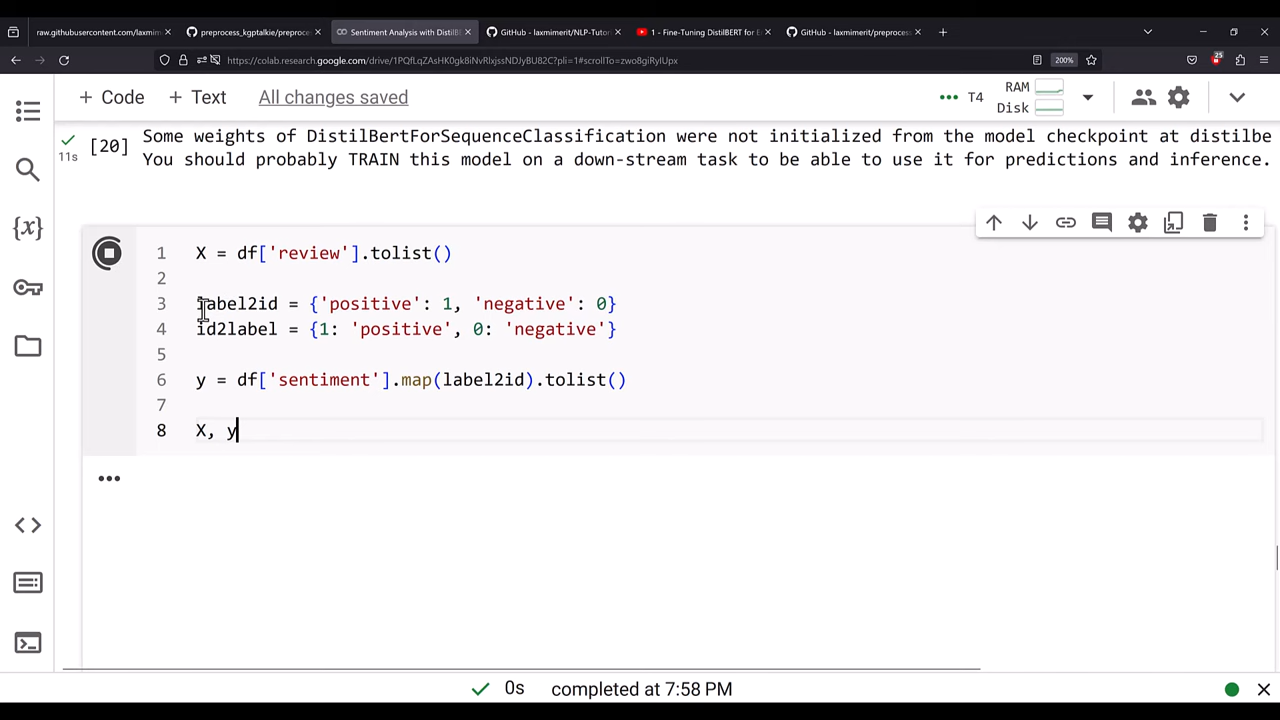 raw.githubusercontent.com/laxmim
preprocess_kgptalkie/preproce
Sentiment Analysis with DistilB
GitHub - laxmimerit/NLP-Tutor
1 - Fine-Tuning DistilBERT for E
GitHub - laxmimerit/preproces
https://colab.research.google.com/drive/1PQfLqZAsHK0gk8iNvRlxjssNDJyBU82C?pli=1#scrollTo=zwo8giRyIUpx
200%
25
+ Code
+ Text
All changes saved
T4
RAM
Disk
[20]
11s
Some weights of DistilBertForSequenceClassification were not initialized from the model checkpoint at distilbe
You should probably TRAIN this model on a down-stream task to be able to use it for predictions and inference.
1 X = df['review'].tolist()
2
3 label2id = {'positive': 1, 'negative': 0}
4 id2label = {1: 'positive', 0: 'negative'}
5
6 y = df['sentiment'].map(label2id).tolist()
7
8 X, y
0s completed at 7:58 PM